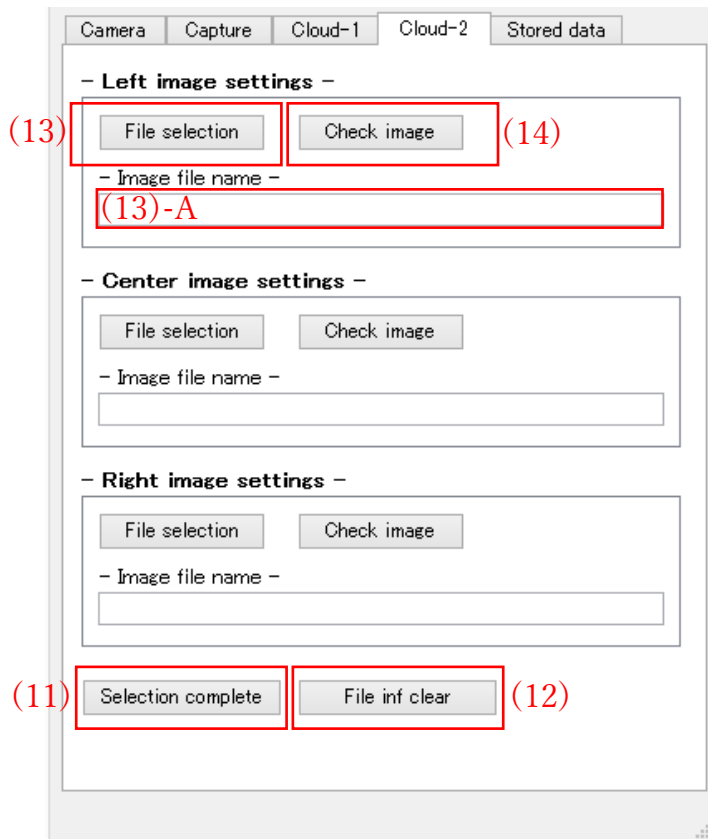 Camera Capture Cloud-1 Cloud-2 Stored data
- Left image settings -
(13) File selection Check image (14)
- Image file name -
(13)-A
- Center image settings -
File selection Check image
- Image file name -
- Right image settings -
File selection Check image
- Image file name -
(11) Selection complete File inf clear (12)